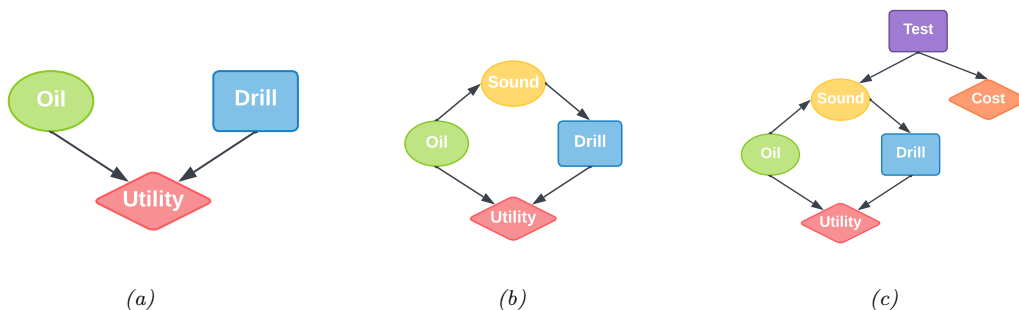 Oil
Drill
Utility
(a)
Sound
Oil
Drill
Utility
(b)
Test
Sound
Cost
Oil
Drill
Utility
(c)